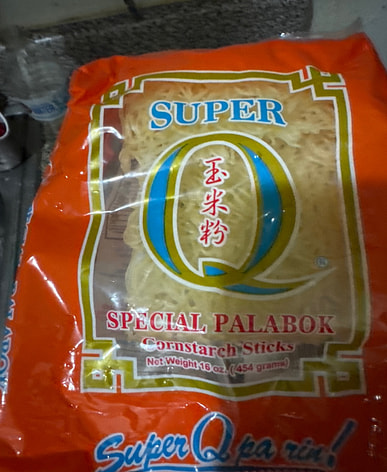 SUPER
Q
玉
米
粉
®
SPECIAL PALABOK
Cornstarch Sticks
Net Weight 16 oz. (454 grams)
Super Q pa rin!